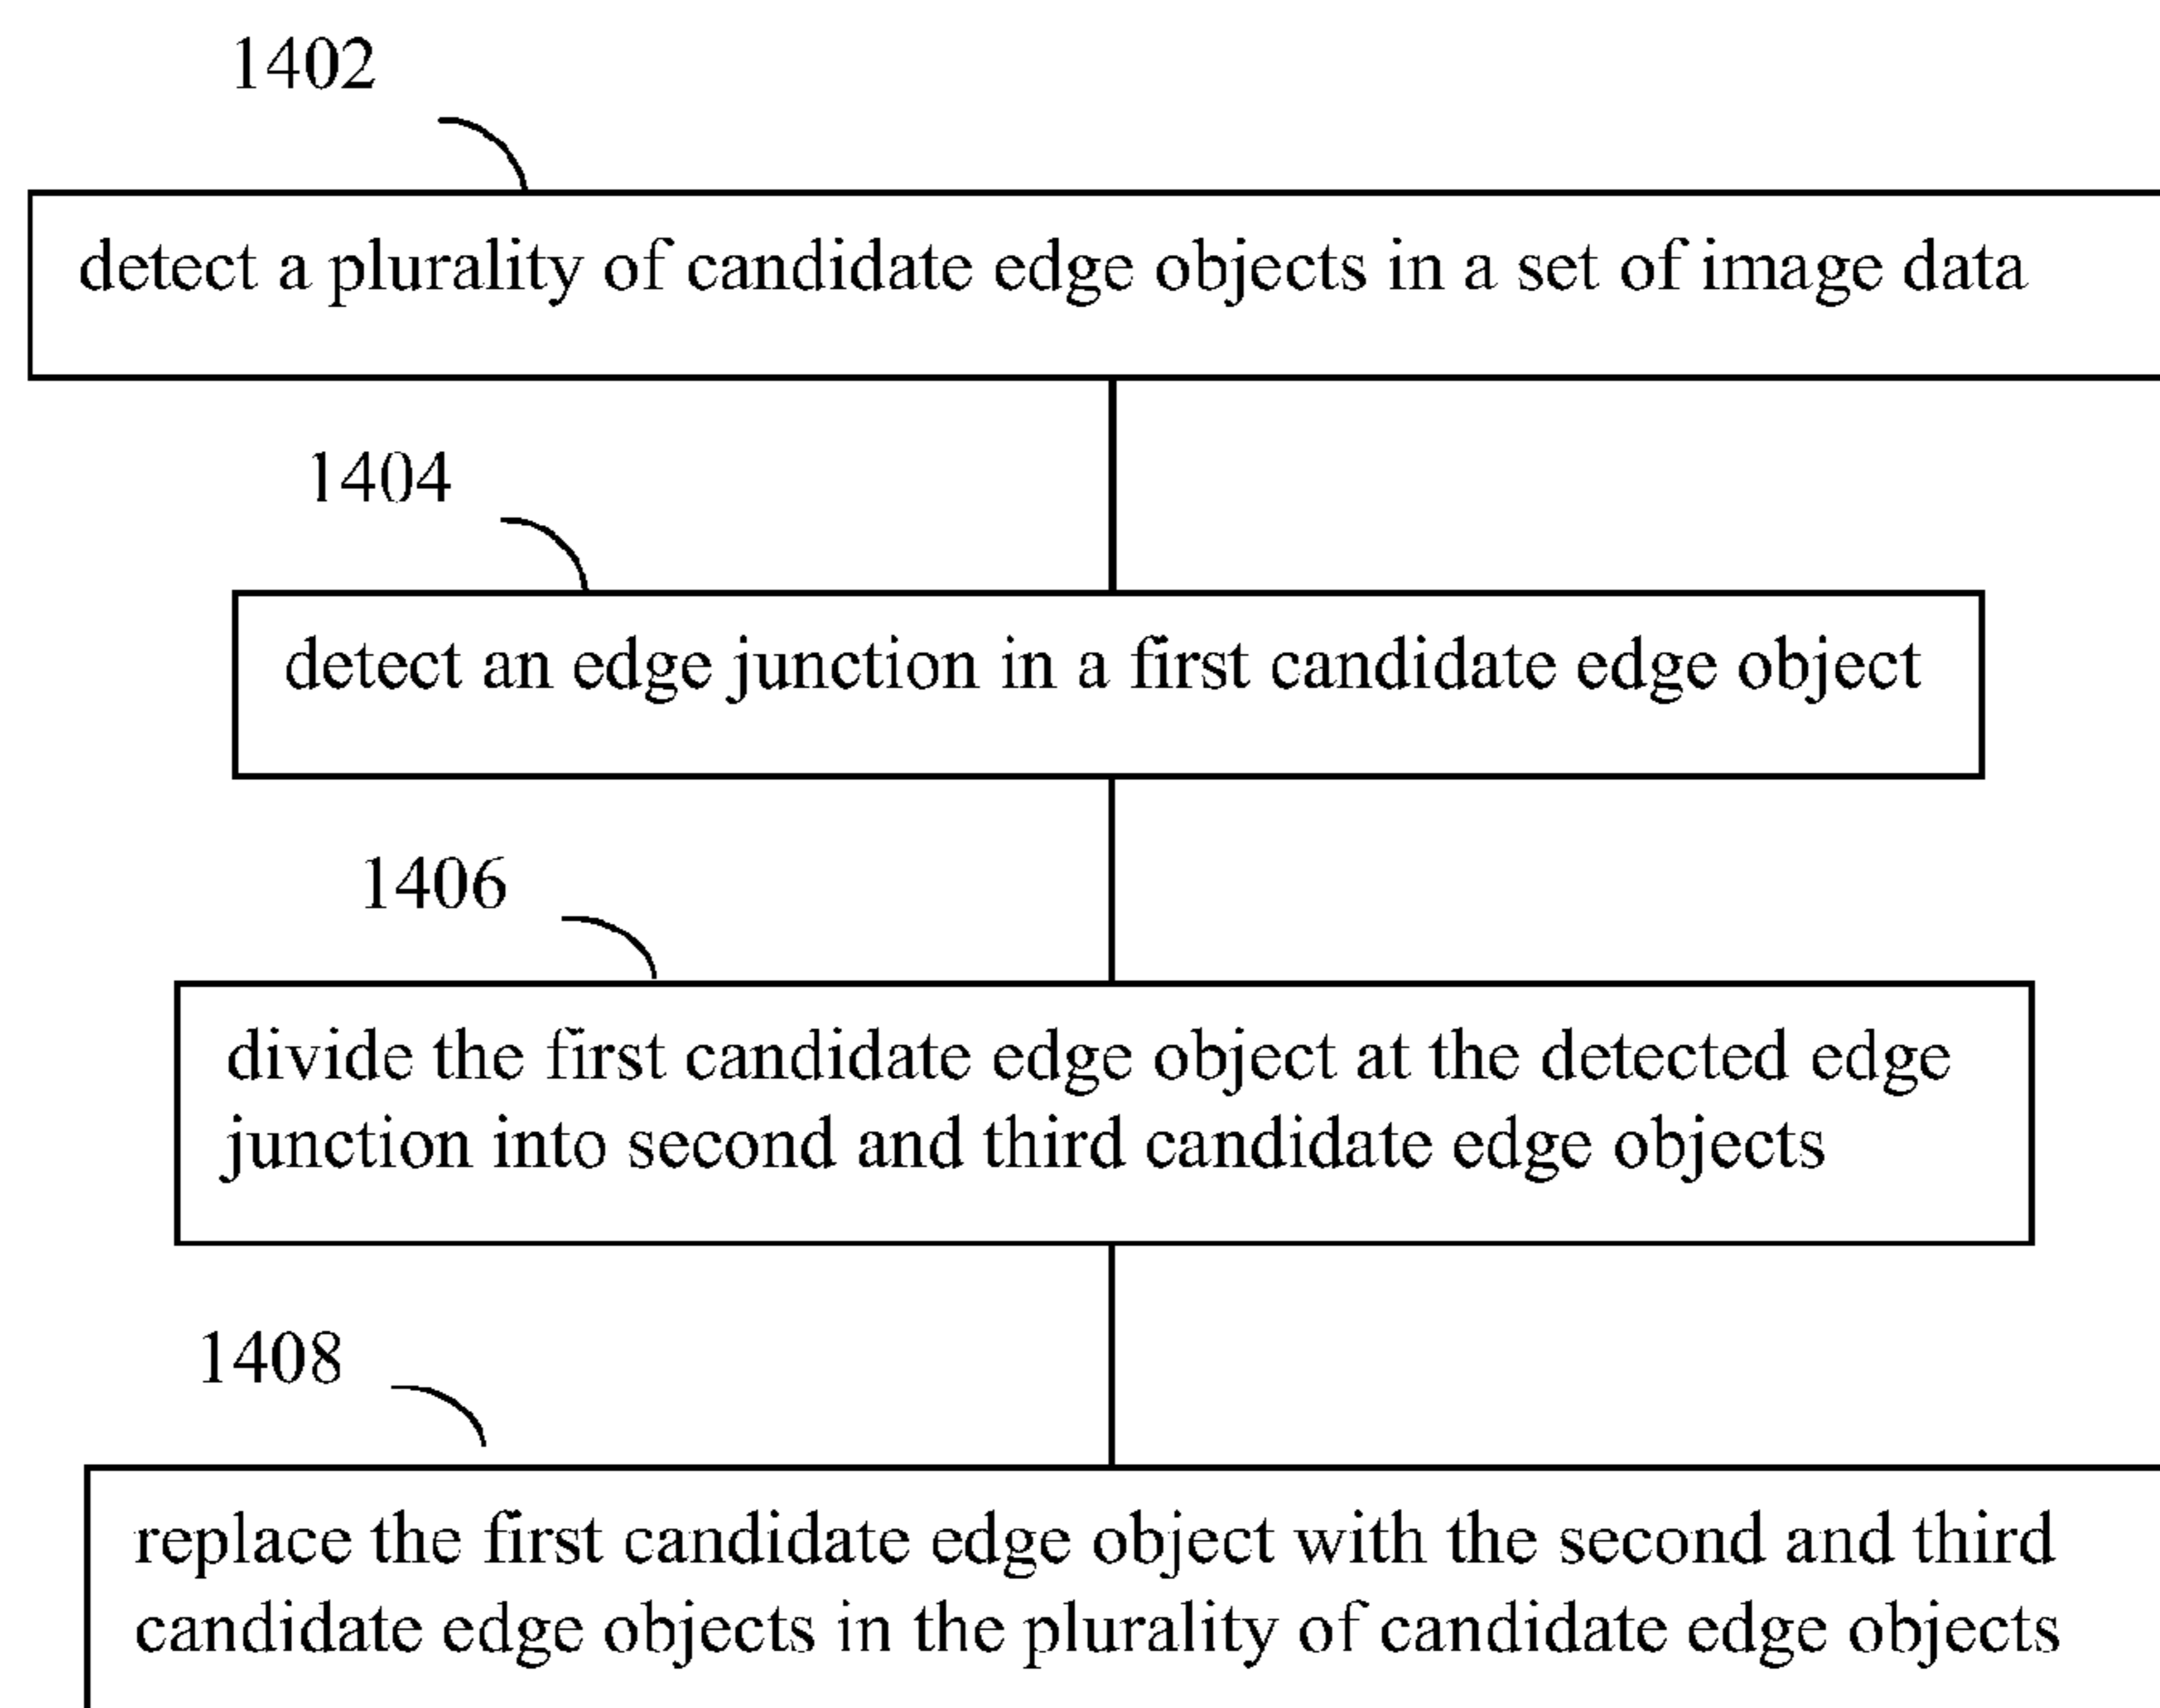 1402
detect a plurality of candidate edge objects in a set of image data
1404
detect an edge junction in a first candidate edge object
1406
divide the first candidate edge object at the detected edge
junction into second and third candidate edge objects
1408
replace the first candidate edge object with the second and third
candidate edge objects in the plurality of candidate edge objects